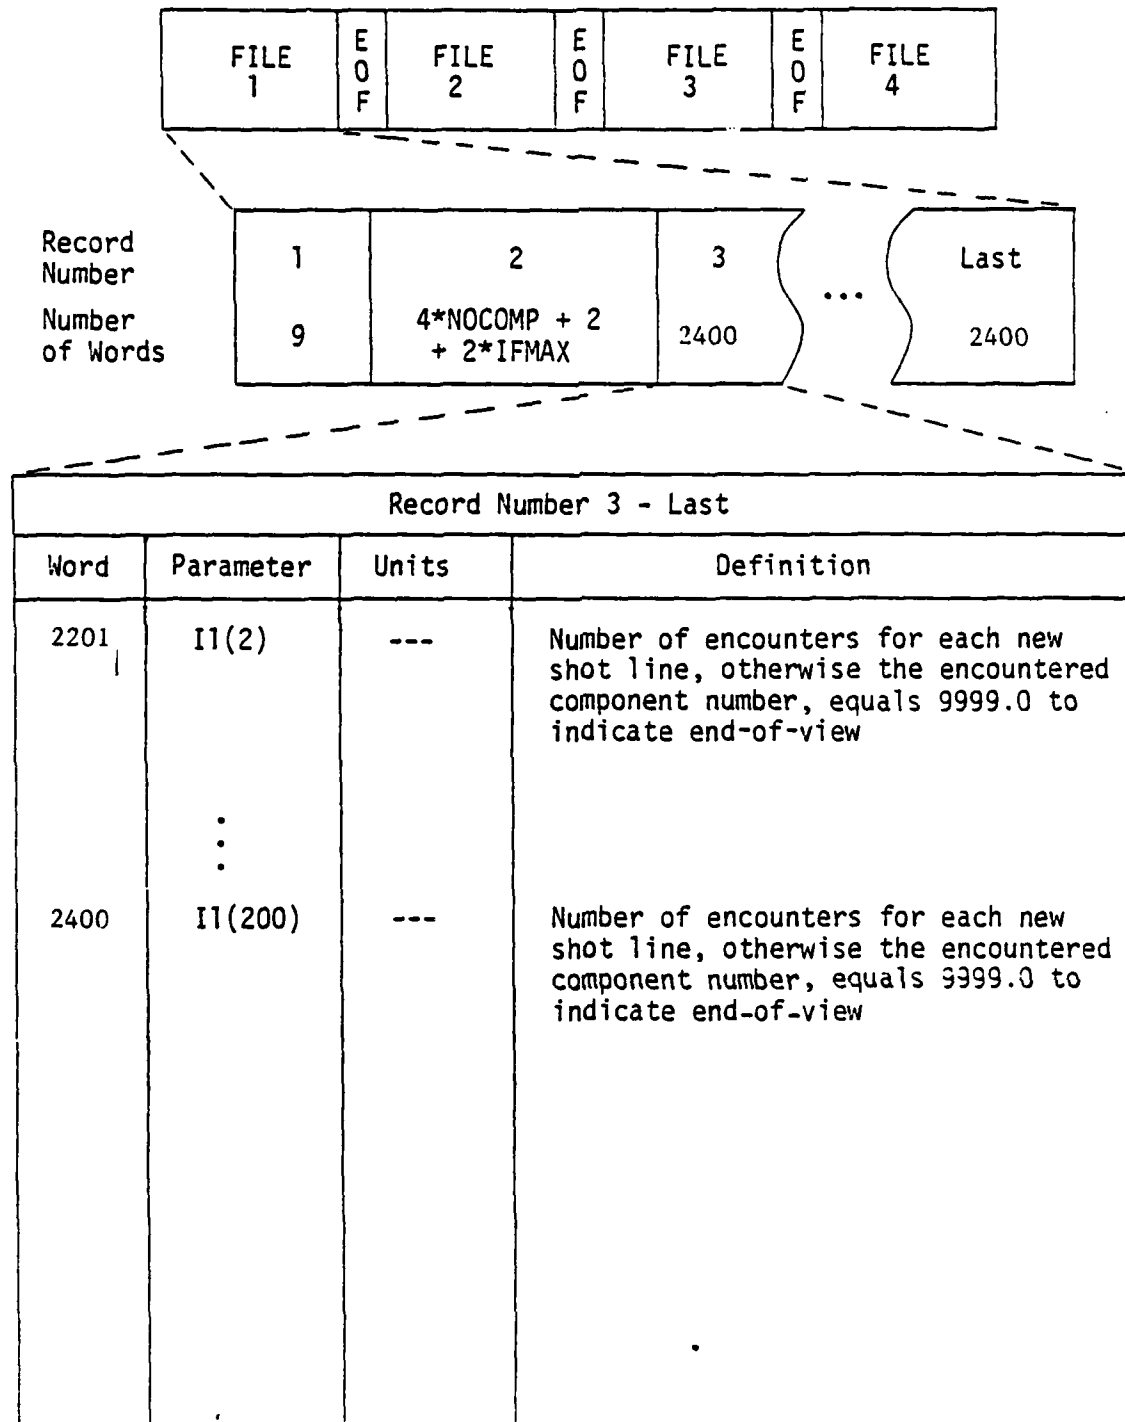 FILE 1 EOF FILE 2 EOF FILE 3 EOF FILE 4
Record Number 1 2 3 ... Last
Number of Words 9 4*NOCOMP + 2 + 2*IFMAX 2400 2400
Record Number 3 - Last
Word Parameter Units Definition
2201 I1(2) --- Number of encounters for each new
shot line, otherwise the encountered
component number, equals 9999.0 to
indicate end-of-view
2400 I1(200) --- Number of encounters for each new
shot line, otherwise the encountered
component number, equals 9999.0 to
indicate end-of-view